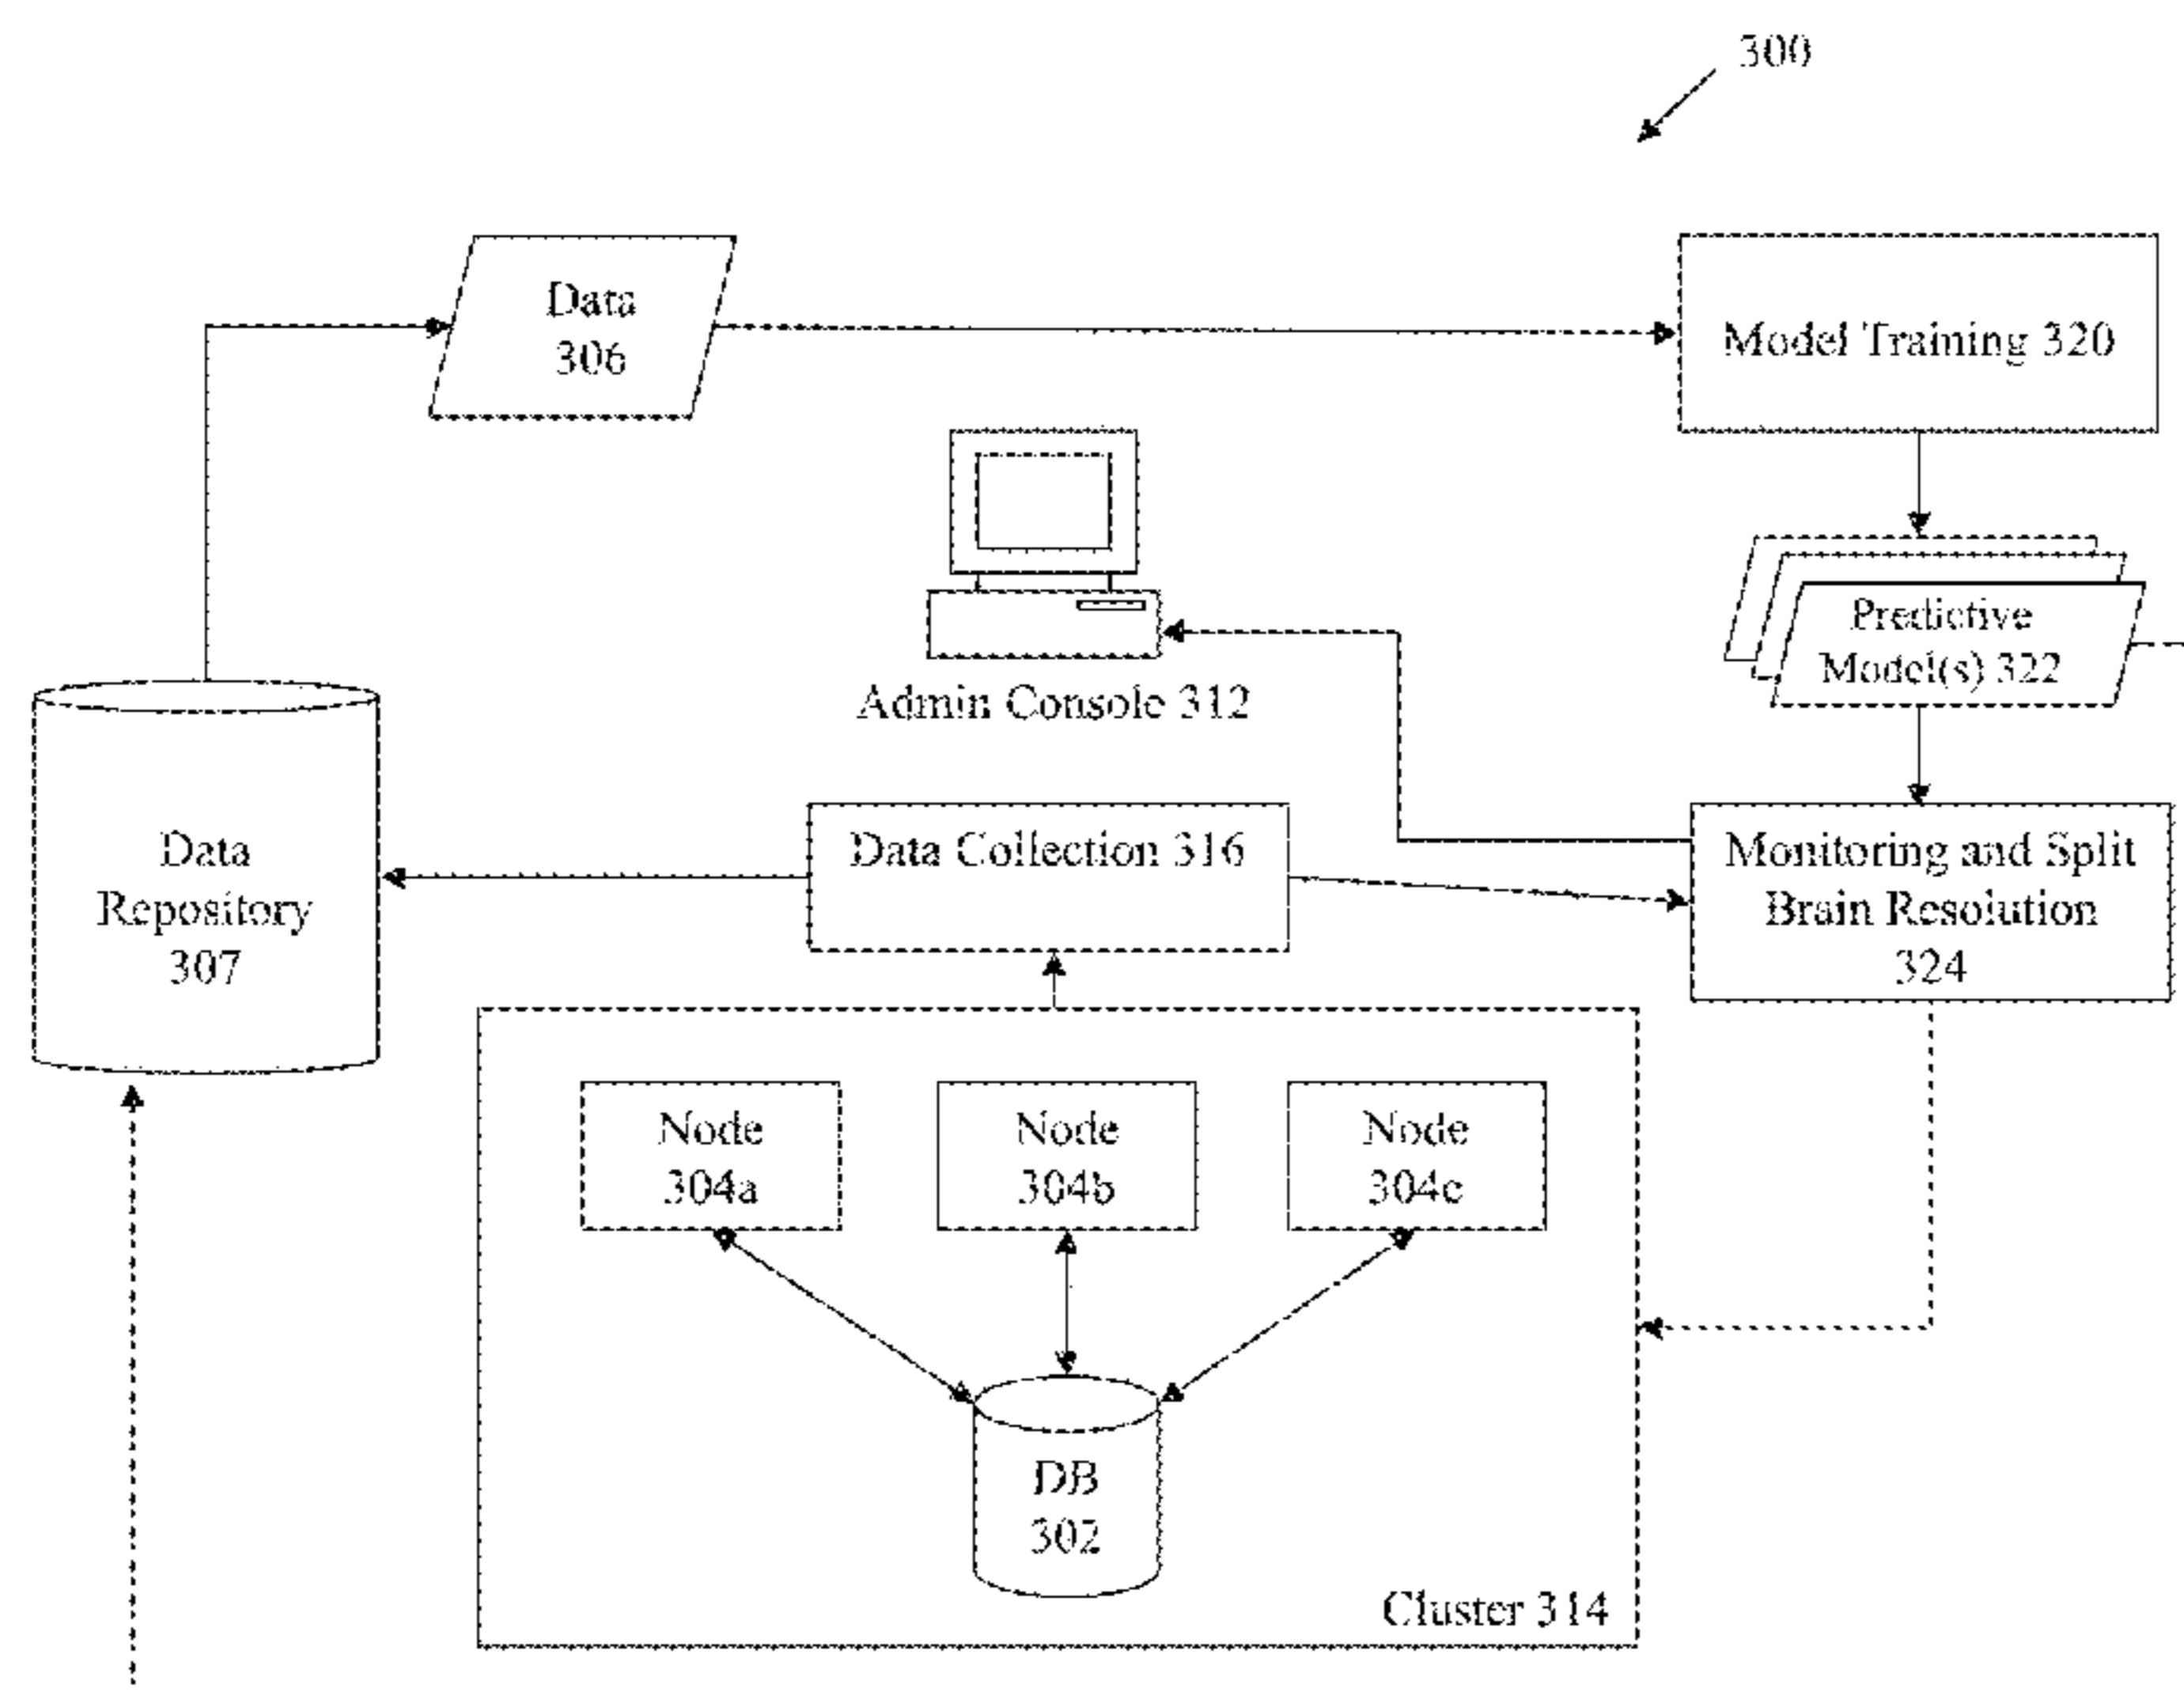 300
Data
306
Model Training 320
Predictive
Model(s) 322
Admin Console 312
Data
Repository
307
Data Collection 316
Monitoring and Split
Brain Resolution
324
Node
304a
Node
304b
Node
304c
DB
302
Cluster 314